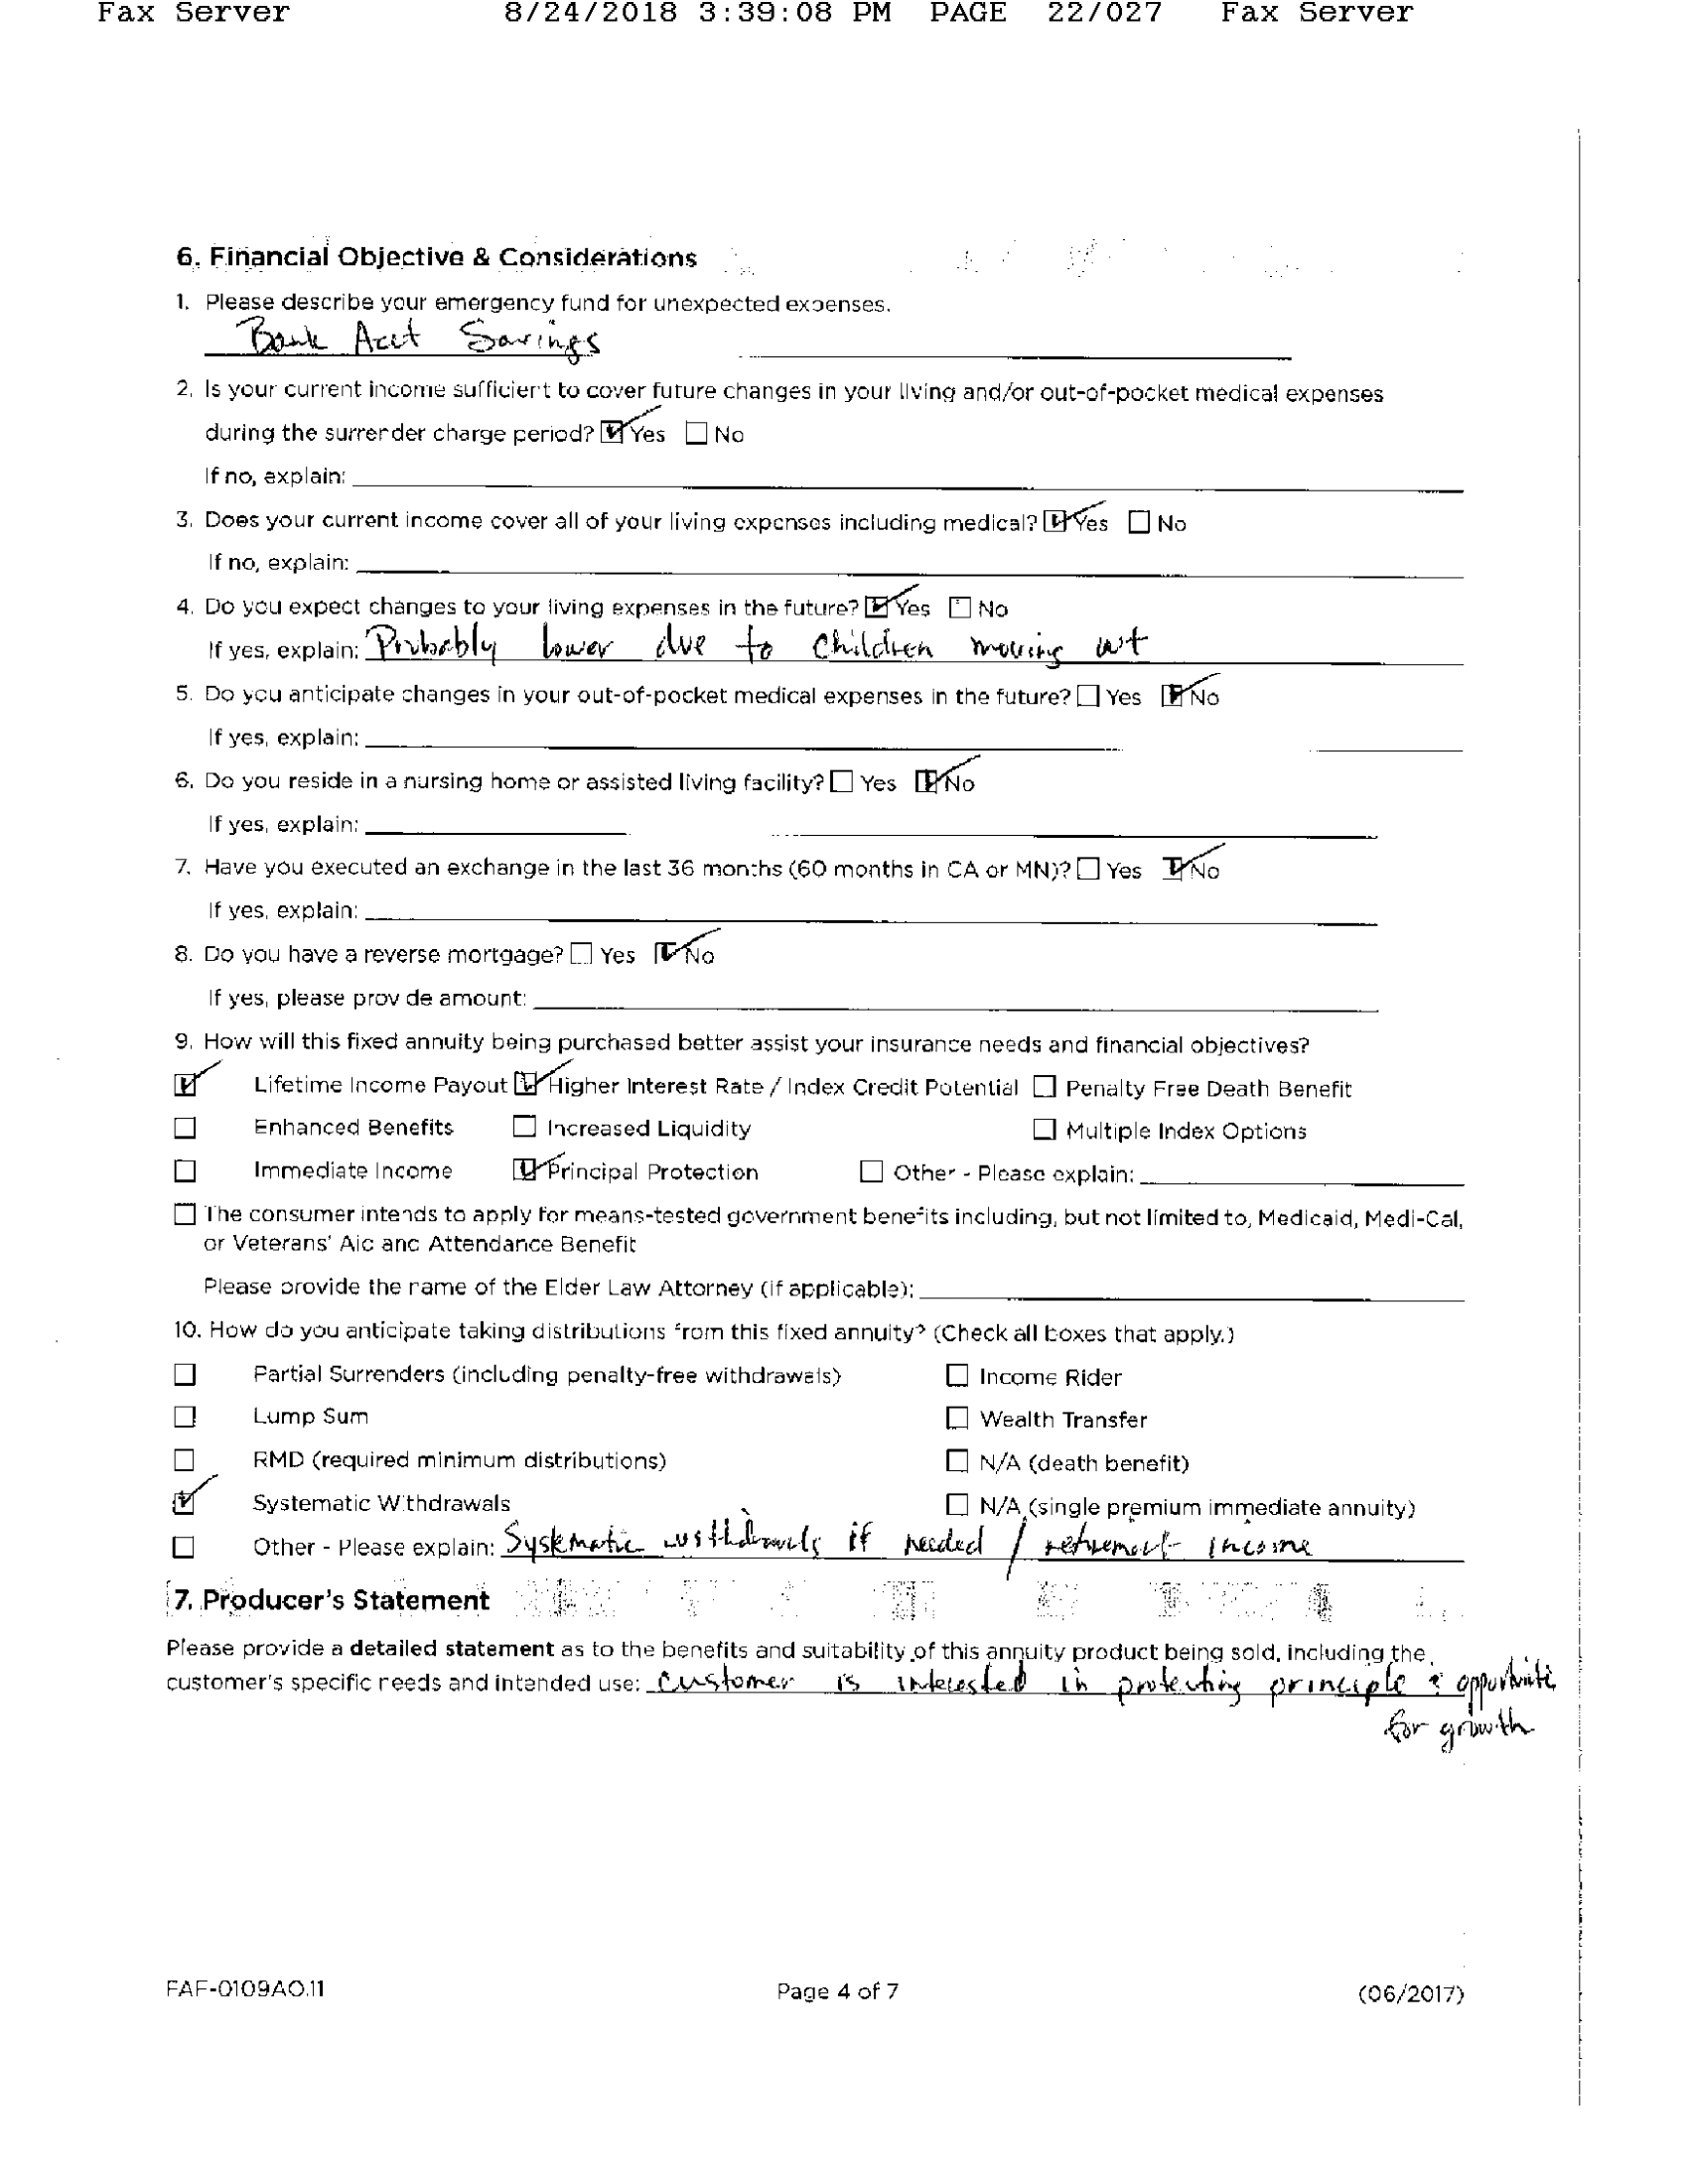 Fax Server 8/24/2018 3:39:08 PM PAGE 22/027 Fax Server
6. Financial Objective & Considerations
1. Please describe your emergency fund for unexpected expenses.
Bank Acct Savings
2. Is your current income sufficient to cover future changes in your living and/or out-of-pocket medical expenses
during the surrender charge period? ☑ Yes ☐ No
If no, explain:
3. Does your current income cover all of your living expenses including medical? ☑ Yes ☐ No
If no, explain:
4. Do you expect changes to your living expenses in the future? ☑ Yes ☐ No
If yes, explain: Probably lower due to children moving out
5. Do you anticipate changes in your out-of-pocket medical expenses in the future? ☐ Yes ☑ No
If yes, explain:
6. Do you reside in a nursing home or assisted living facility? ☐ Yes ☑ No
If yes, explain:
7. Have you executed an exchange in the last 36 months (60 months in CA or MN)? ☐ Yes ☑ No
If yes, explain:
8. Do you have a reverse mortgage? ☐ Yes ☑ No
If yes, please prov de amount:
9. How will this fixed annuity being purchased better assist your insurance needs and financial objectives?
☑ Lifetime Income Payout ☑ Higher Interest Rate / Index Credit Potential ☐ Penalty Free Death Benefit
☐ Enhanced Benefits ☐ Increased Liquidity ☐ Multiple Index Options
☐ Immediate Income ☑ Principal Protection ☐ Other - Please explain:
☐ The consumer intends to apply for means-tested government benefits including, but not limited to, Medicaid, Medi-Cal,
or Veterans' Aid and Attendance Benefit
Please provide the name of the Elder Law Attorney (if applicable):
10. How do you anticipate taking distributions from this fixed annuity? (Check all boxes that apply.)
☐ Partial Surrenders (including penalty-free withdrawals) ☐ Income Rider
☐ Lump Sum ☐ Wealth Transfer
☐ RMD (required minimum distributions) ☐ N/A (death benefit)
☑ Systematic Withdrawals ☐ N/A (single premium immediate annuity)
☐ Other - Please explain: Systematic withdrawals if needed / retirement income
7. Producer's Statement
Please provide a detailed statement as to the benefits and suitability of this annuity product being sold, including the
customer's specific needs and intended use: Customer is interested in protecting principle & opportunitie
for growth
FAF-0109AO.11 Page 4 of 7 (06/2017)